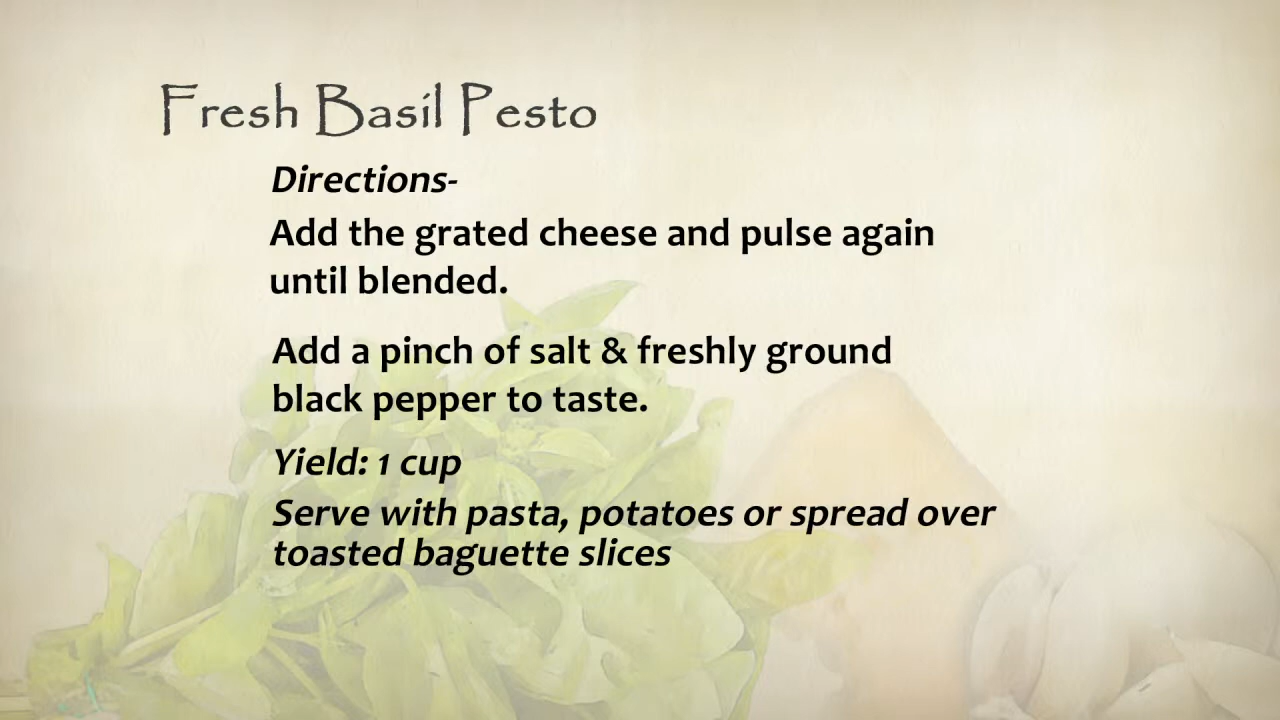 Fresh Basil Pesto
Directions-
Add the grated cheese and pulse again
until blended.
Add a pinch of salt & freshly ground
black pepper to taste.
Yield: 1 cup
Serve with pasta, potatoes or spread over
toasted baguette slices